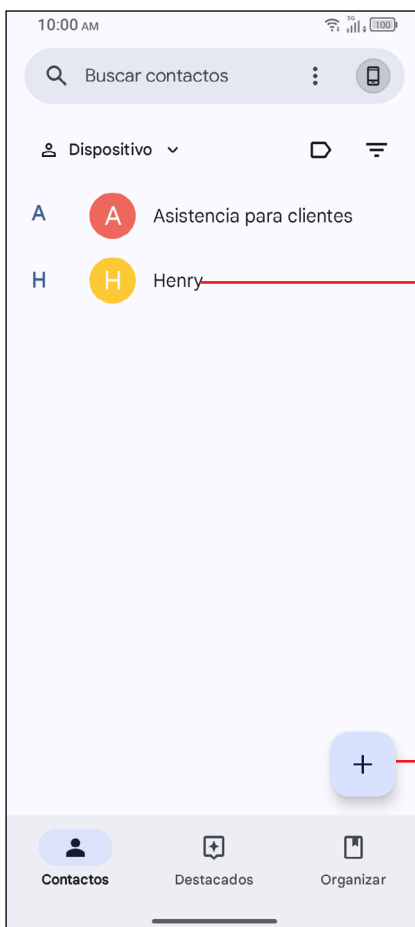 10:00 AM 5G 100
Buscar contactos
Dispositivo
A A Asistencia para clientes
H H Henry
Contactos Destacados Organizar